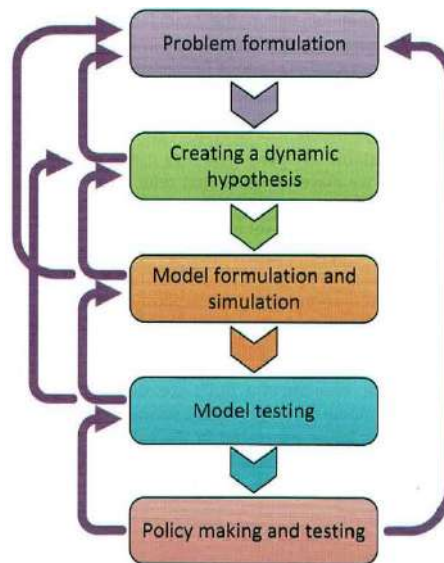 Problem formulation
Creating a dynamic
hypothesis
Model formulation and
simulation
Model testing
Policy making and testing